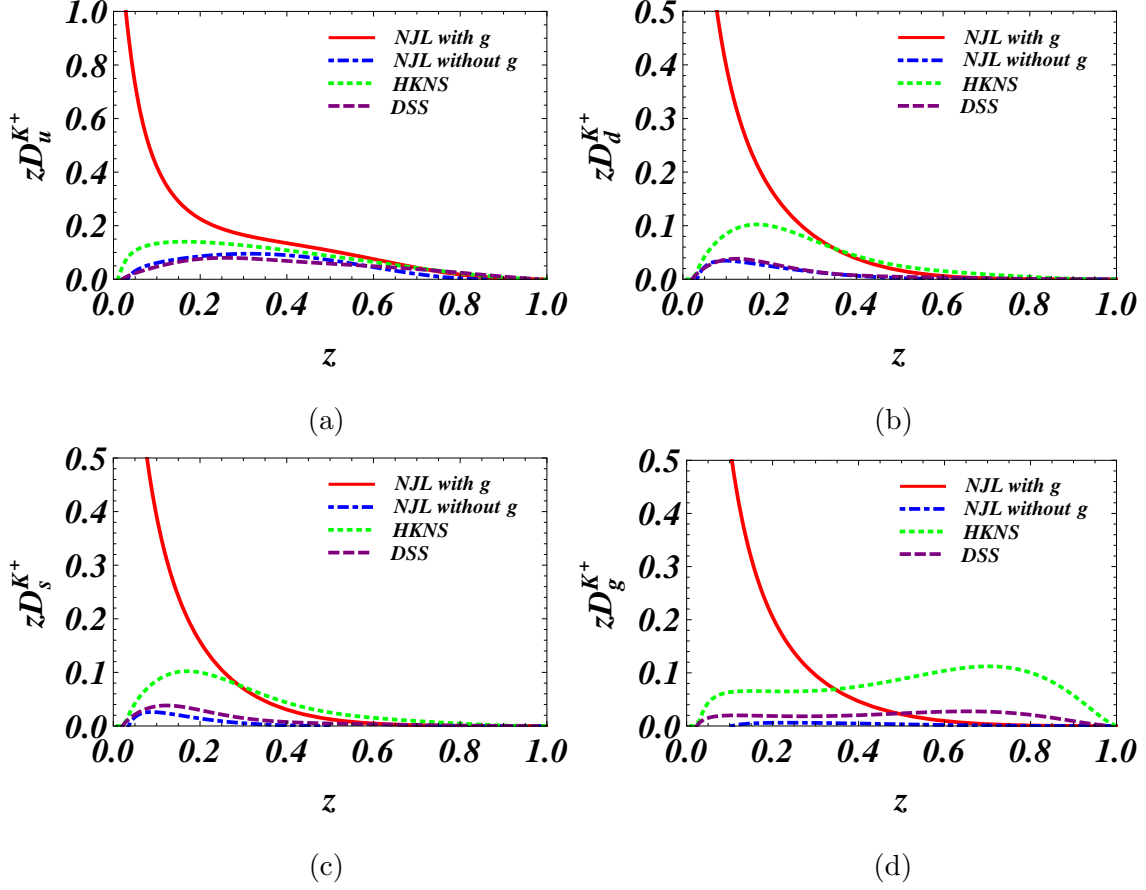 1.0
0.8
0.6
0.4
0.2
0.0
zD_u^{K^+}
NJL with g
NJL without g
HKNS
DSS
0.0 0.2 0.4 0.6 0.8 1.0
z
(a)
0.5
0.4
0.3
0.2
0.1
0.0
zD_d^{K^+}
NJL with g
NJL without g
HKNS
DSS
0.0 0.2 0.4 0.6 0.8 1.0
z
(b)
0.5
0.4
0.3
0.2
0.1
0.0
zD_s^{K^+}
NJL with g
NJL without g
HKNS
DSS
0.0 0.2 0.4 0.6 0.8 1.0
z
(c)
0.5
0.4
0.3
0.2
0.1
0.0
zD_g^{K^+}
NJL with g
NJL without g
HKNS
DSS
0.0 0.2 0.4 0.6 0.8 1.0
z
(d)